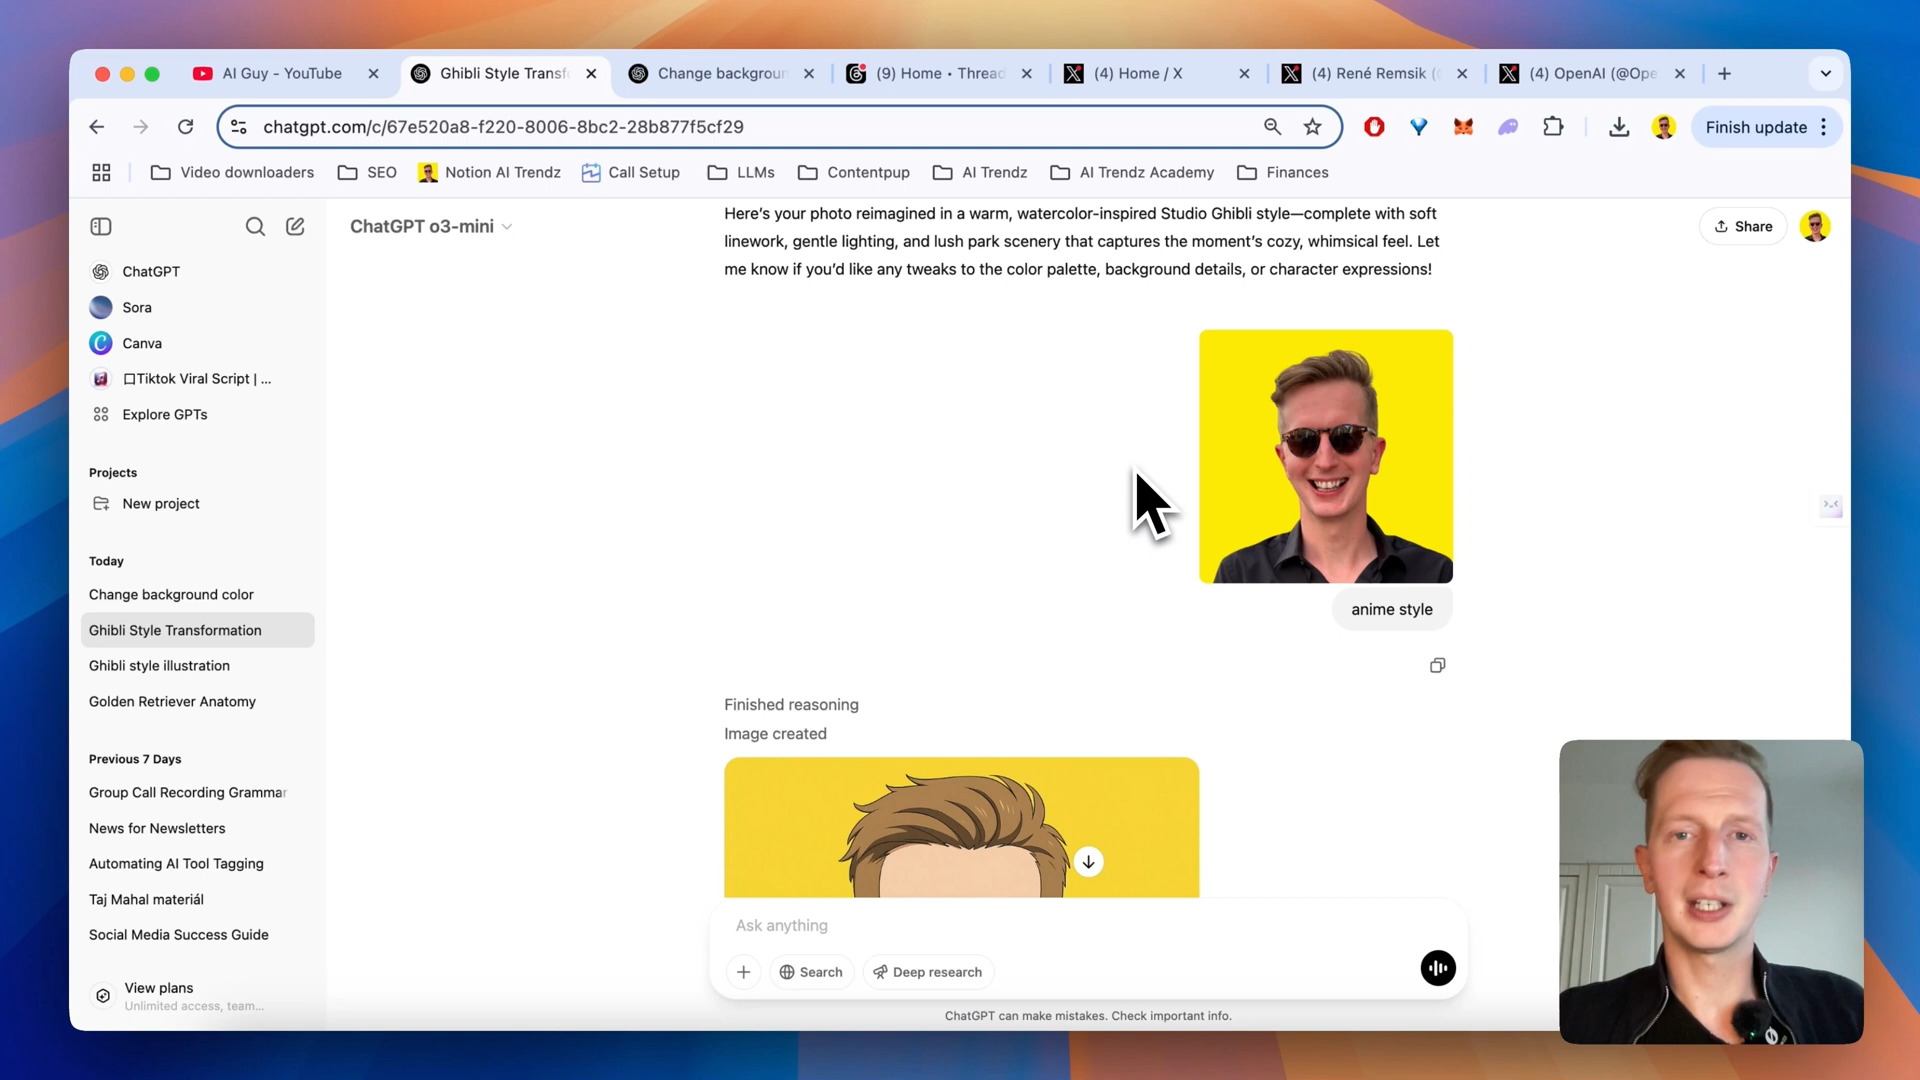 AI Guy - YouTube
Ghibli Style Transf
Change backgroun
(9) Home • Thread
(4) Home / X
(4) René Remsik (
(4) OpenAI (@Ope
chatgpt.com/c/67e520a8-f220-8006-8bc2-28b877f5cf29
Finish update
Video downloaders
SEO
Notion AI Trendz
Call Setup
LLMs
Contentpup
AI Trendz
AI Trendz Academy
Finances
ChatGPT o3-mini
Share
ChatGPT
Sora
Canva
口Tiktok Viral Script | ...
Explore GPTs
Projects
New project
Today
Change background color
Ghibli Style Transformation
Ghibli style illustration
Golden Retriever Anatomy
Previous 7 Days
Group Call Recording Grammar
News for Newsletters
Automating AI Tool Tagging
Taj Mahal materiál
Social Media Success Guide
View plans
Unlimited access, team...
Here's your photo reimagined in a warm, watercolor-inspired Studio Ghibli style—complete with soft
linework, gentle lighting, and lush park scenery that captures the moment's cozy, whimsical feel. Let
me know if you'd like any tweaks to the color palette, background details, or character expressions!
anime style
Finished reasoning
Image created
Ask anything
Search
Deep research
ChatGPT can make mistakes. Check important info.